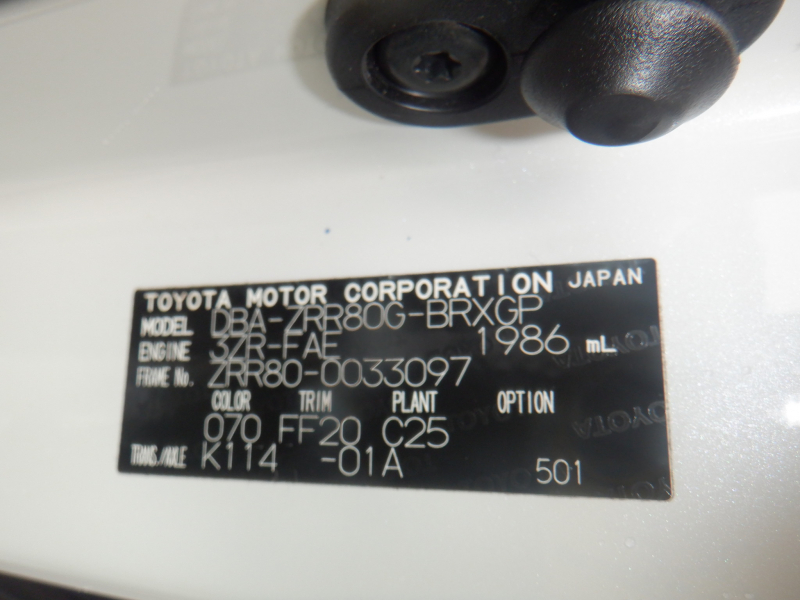 TOYOTA MOTOR CORPORATION JAPAN
MODEL DBA-ZRR80G-BRXGP
ENGINE 3ZR-FAE 1986 mL
FRAME No. ZRR80-0033097
COLOR TRIM PLANT OPTION
070 FF20 C25
TRANS/AXLE K114 -01A 501